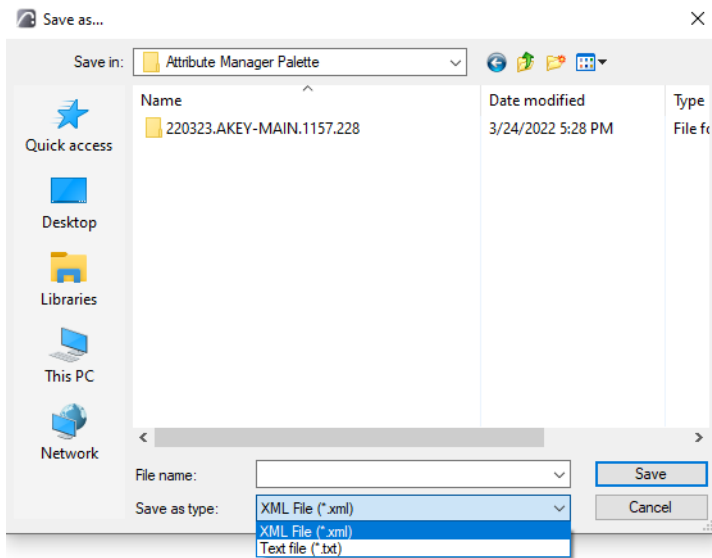 Save as...
Save in: Attribute Manager Palette
Name Date modified Type
220323.AKEY-MAIN.1157.228 3/24/2022 5:28 PM File
Quick access
Desktop
Libraries
This PC
Network
File name: Save
Save as type: XML File (*.xml) Cancel
XML File (*.xml)
Text file (*.txt)